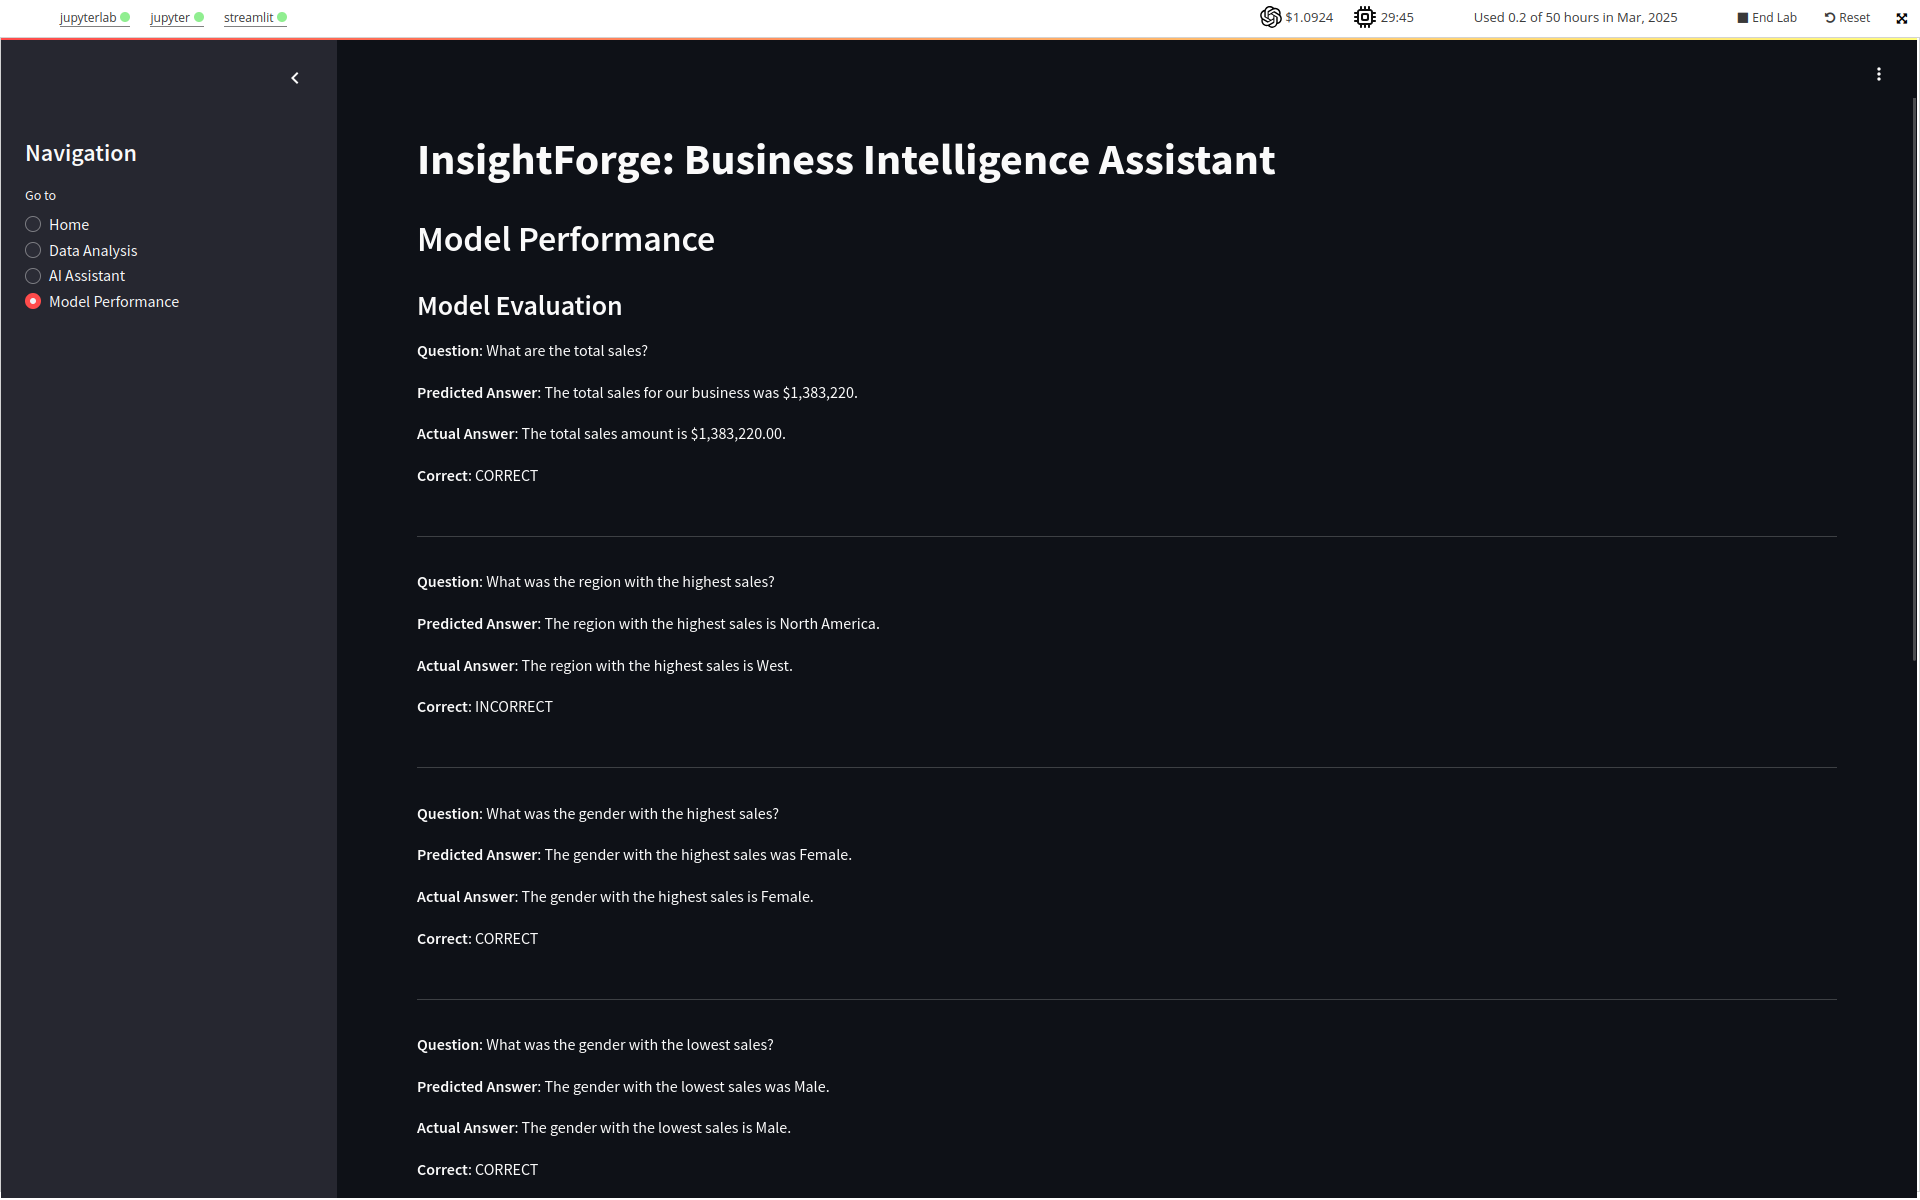 jupyterlab jupyter streamlit $1.0924 29:45 Used 0.2 of 50 hours in Mar, 2025 End Lab Reset
Navigation
Go to
Home
Data Analysis
AI Assistant
Model Performance
InsightForge: Business Intelligence Assistant
Model Performance
Model Evaluation
Question: What are the total sales?
Predicted Answer: The total sales for our business was $1,383,220.
Actual Answer: The total sales amount is $1,383,220.00.
Correct: CORRECT
Question: What was the region with the highest sales?
Predicted Answer: The region with the highest sales is North America.
Actual Answer: The region with the highest sales is West.
Correct: INCORRECT
Question: What was the gender with the highest sales?
Predicted Answer: The gender with the highest sales was Female.
Actual Answer: The gender with the highest sales is Female.
Correct: CORRECT
Question: What was the gender with the lowest sales?
Predicted Answer: The gender with the lowest sales was Male.
Actual Answer: The gender with the lowest sales is Male.
Correct: CORRECT